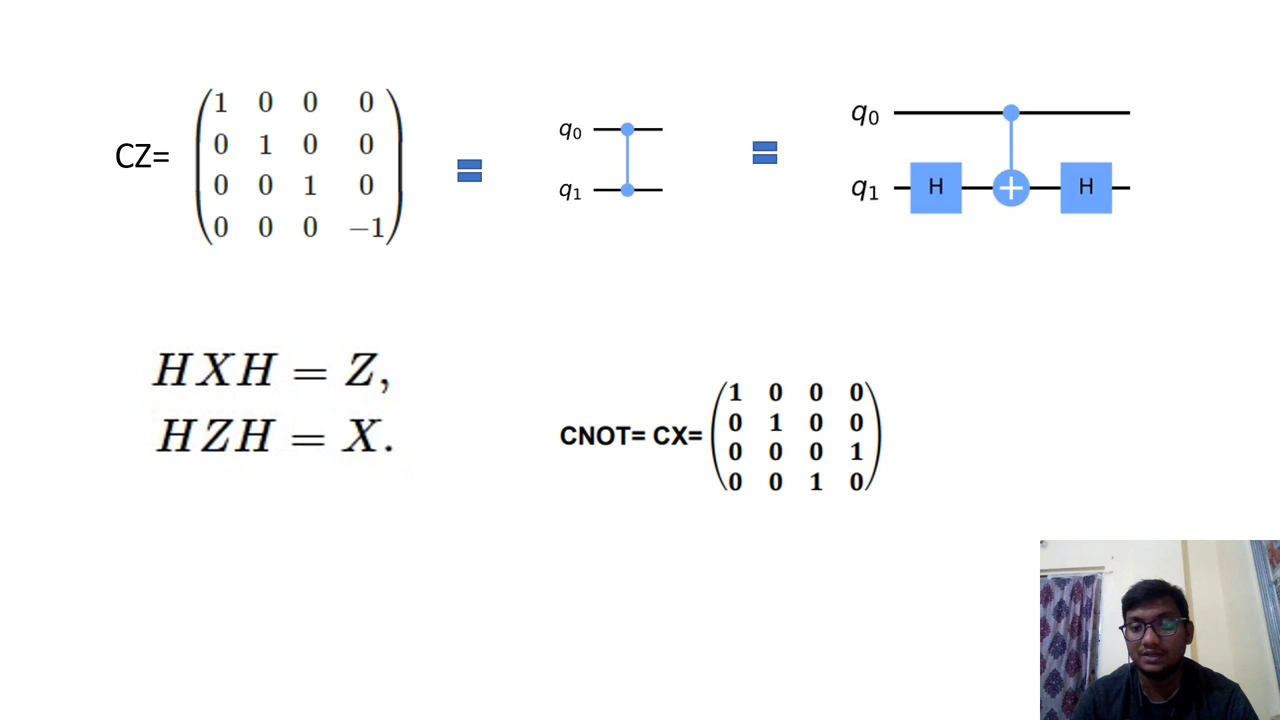 CZ=
1 0 0 0
0 1 0 0
0 0 1 0
0 0 0 −1
=
q0
q1
=
q0
q1 H + H
HXH = Z,
HZH = X.
CNOT= CX=
1 0 0 0
0 1 0 0
0 0 0 1
0 0 1 0